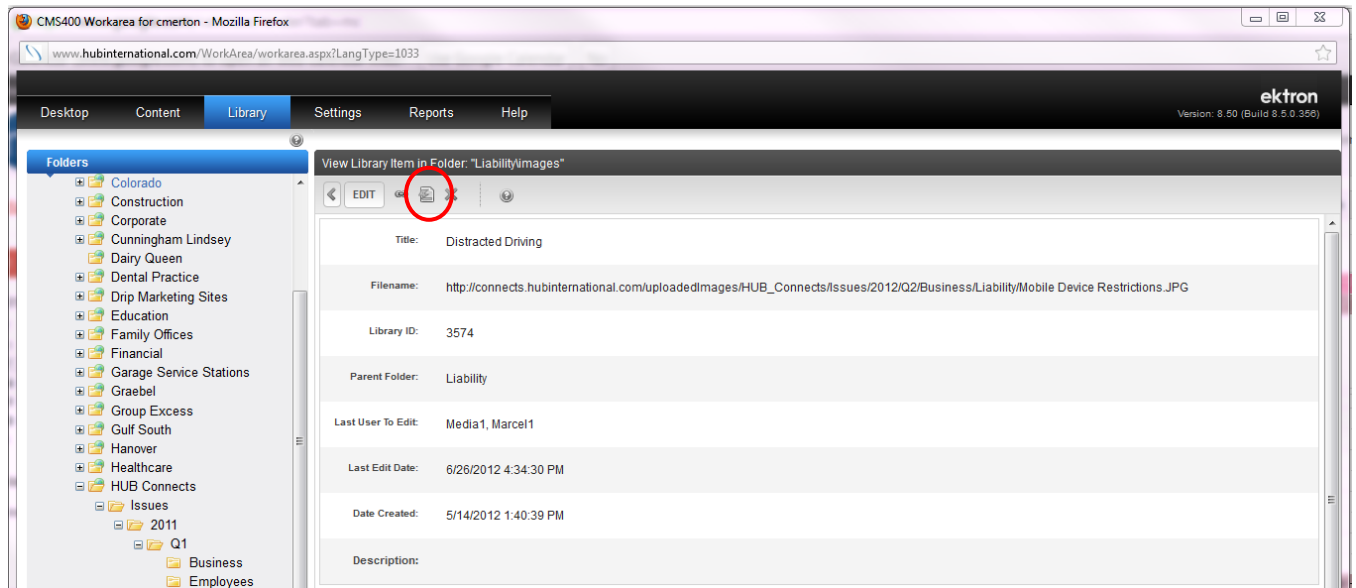 CMS400 Workarea for cmerton - Mozilla Firefox
www.hubinternational.com/WorkArea/workarea.aspx?LangType=1033
ektron
Desktop Content Library Settings Reports Help
Version: 8.50 (Build 8.5.0.356)
Folders
View Library Item in Folder: "Liability\images"
EDIT
Colorado
Construction
Corporate
Cunningham Lindsey
Dairy Queen
Dental Practice
Drip Marketing Sites
Education
Family Offices
Financial
Garage Service Stations
Graebel
Group Excess
Gulf South
Hanover
Healthcare
HUB Connects
Issues
2011
Q1
Business
Employees
Title: Distracted Driving
Filename: http://connects.hubinternational.com/uploadedImages/HUB_Connects/Issues/2012/Q2/Business/Liability/Mobile Device Restrictions.JPG
Library ID: 3574
Parent Folder: Liability
Last User To Edit: Media1, Marcel1
Last Edit Date: 6/26/2012 4:34:30 PM
Date Created: 5/14/2012 1:40:39 PM
Description: